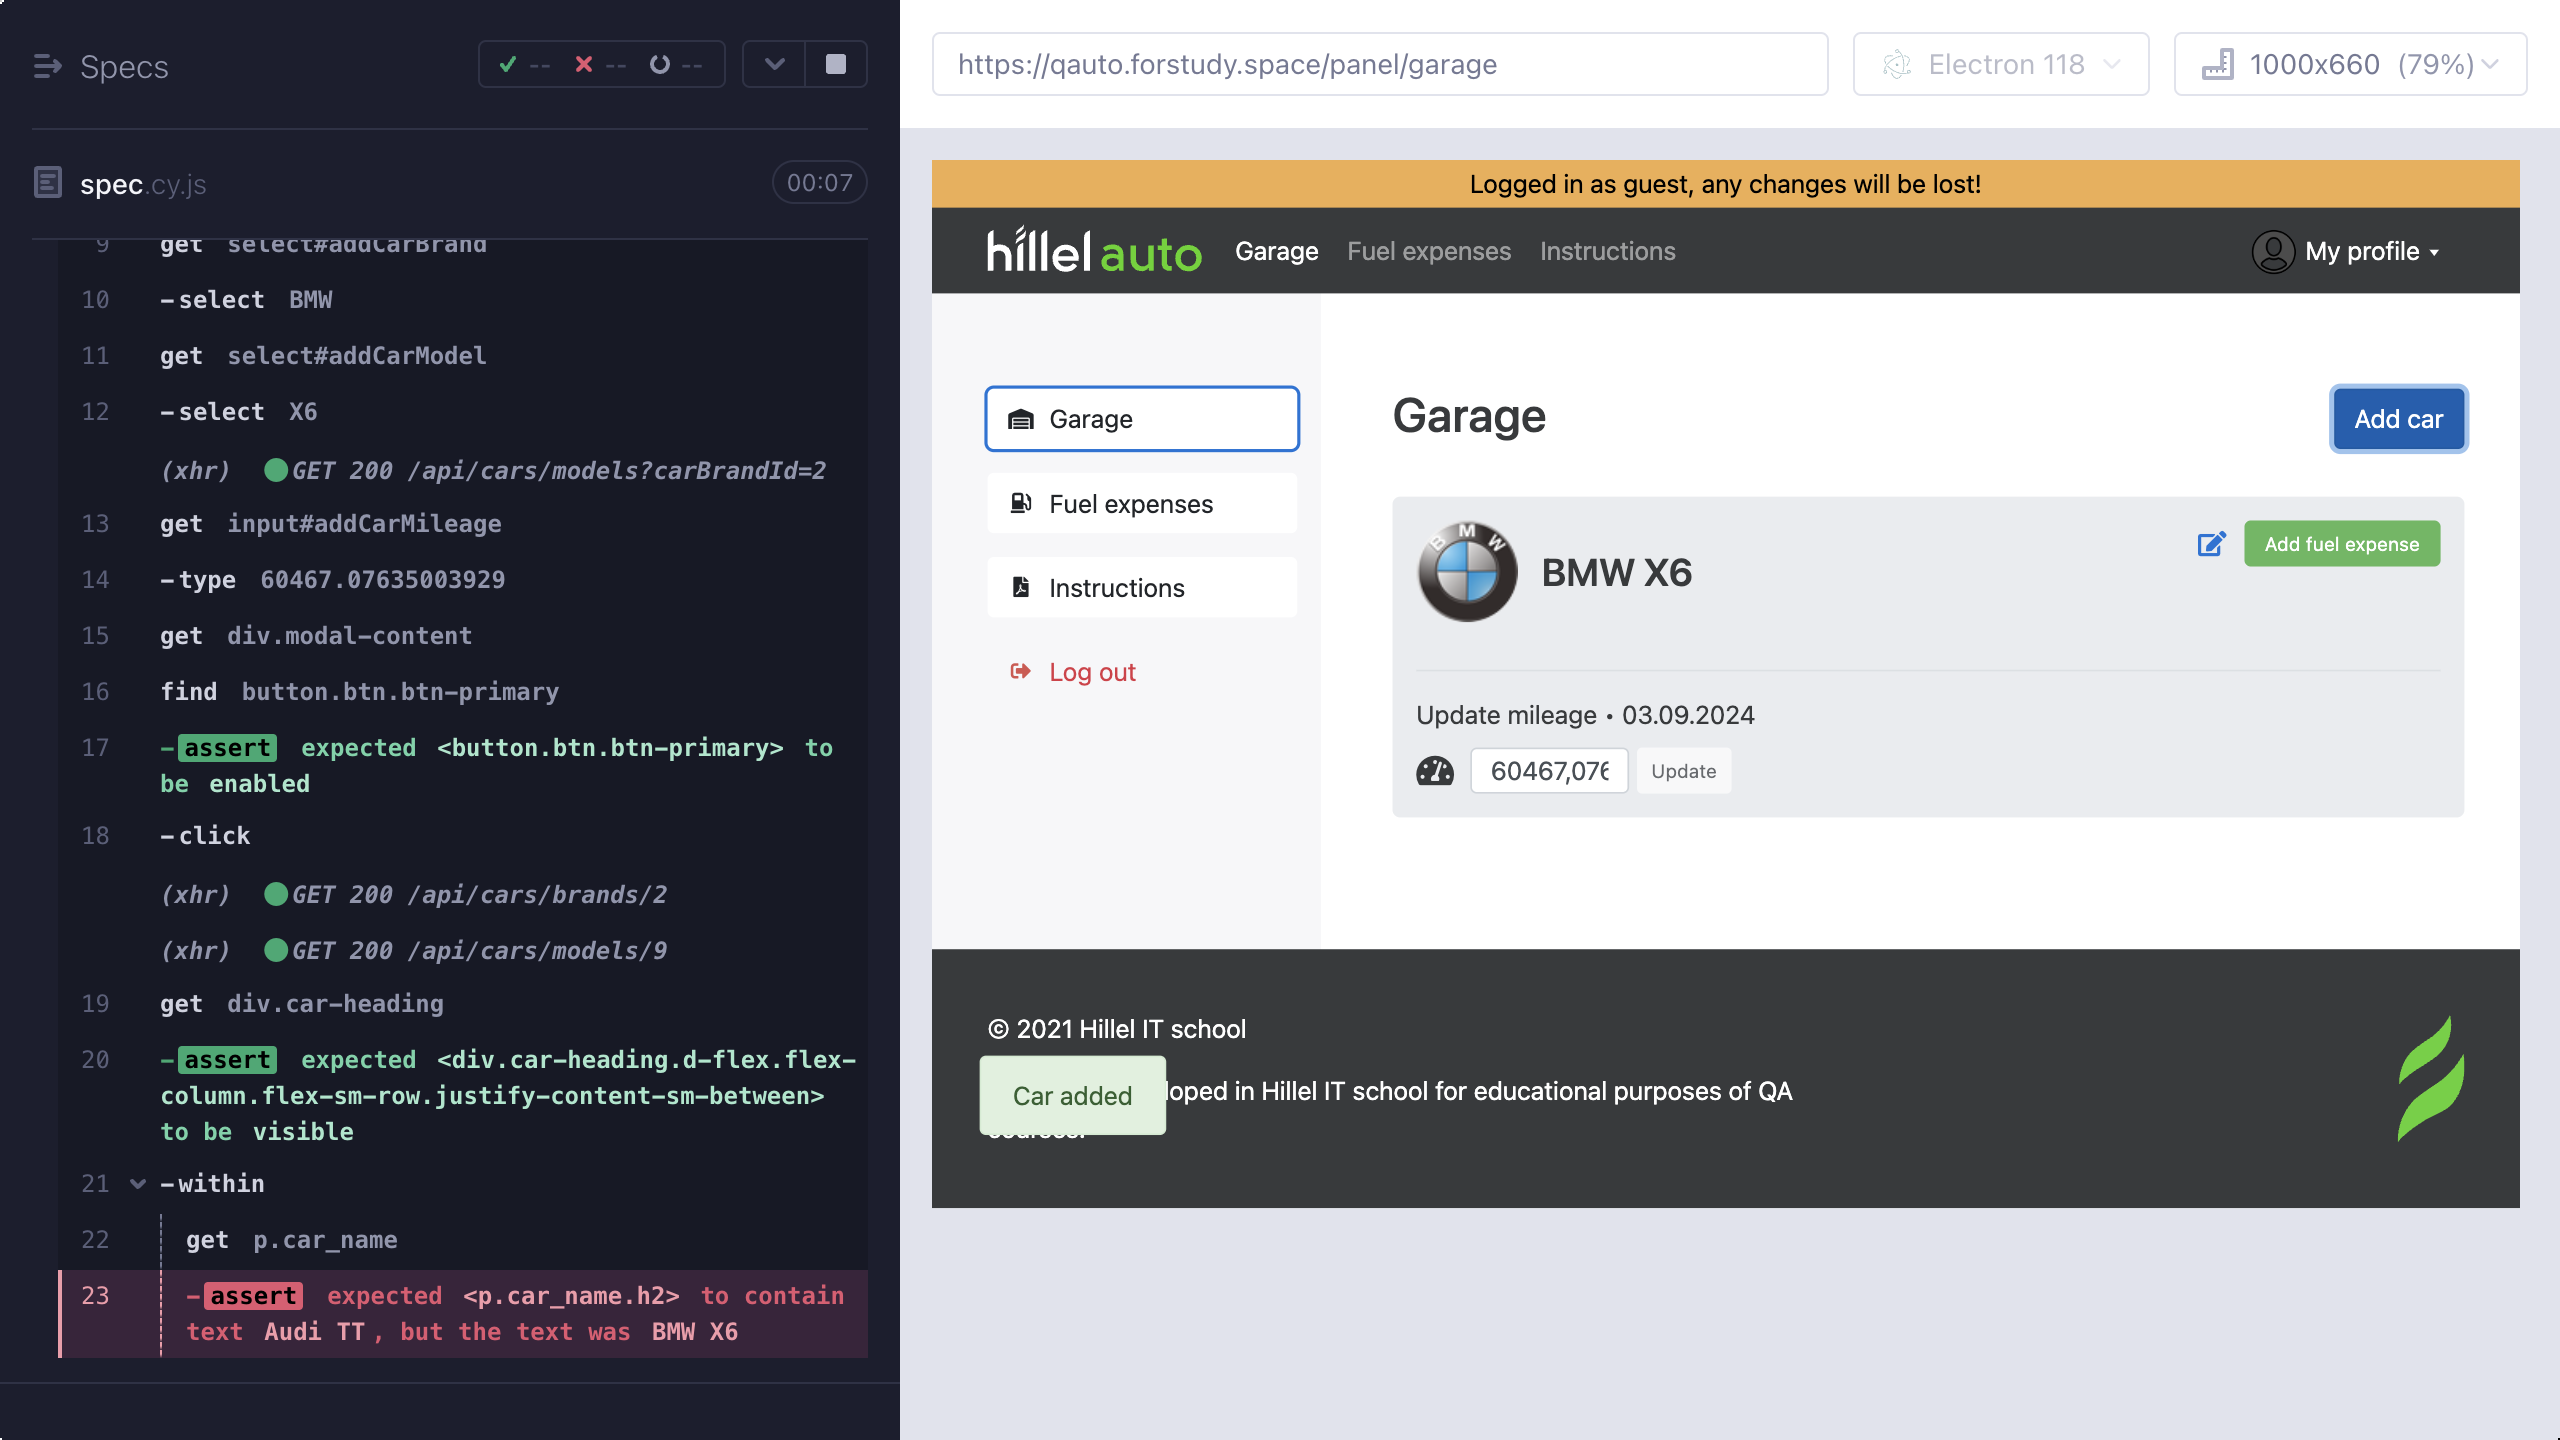 Specs
-- -- --
spec.cy.js
00:07
9 get select#addCarBrand
10 -select BMW
11 get select#addCarModel
12 -select X6
(xhr) GET 200 /api/cars/models?carBrandId=2
13 get input#addCarMileage
14 -type 60467.07635003929
15 get div.modal-content
16 find button.btn.btn-primary
17 -assert expected <button.btn.btn-primary> to
be enabled
18 -click
(xhr) GET 200 /api/cars/brands/2
(xhr) GET 200 /api/cars/models/9
19 get div.car-heading
20 -assert expected <div.car-heading.d-flex.flex-
column.flex-sm-row.justify-content-sm-between>
to be visible
21 -within
22 get p.car_name
23 -assert expected <p.car_name.h2> to contain
text Audi TT, but the text was BMW X6
https://qauto.forstudy.space/panel/garage
Electron 118
1000x660 (79%)
Logged in as guest, any changes will be lost!
hillel auto
Garage
Fuel expenses
Instructions
My profile
Garage
Fuel expenses
Instructions
Log out
Garage
Add car
BMW
BMW X6
Add fuel expense
Update mileage • 03.09.2024
60467,076
Update
© 2021 Hillel IT school
Car added
loped in Hillel IT school for educational purposes of QA